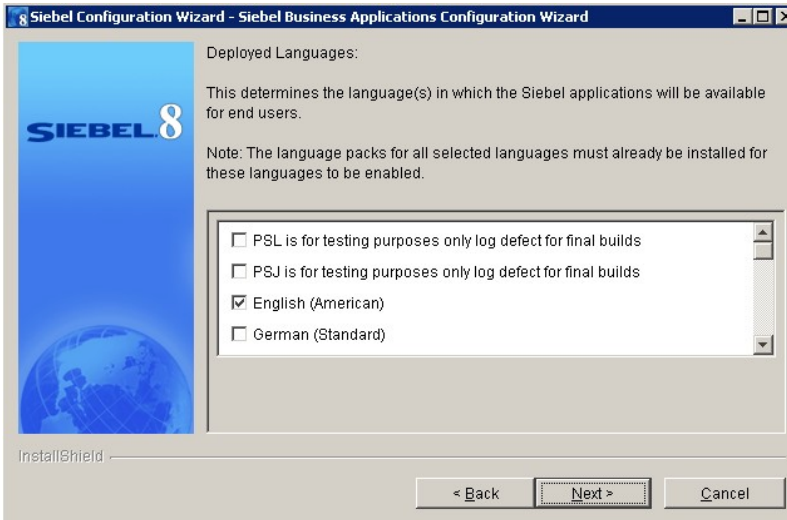 Siebel Configuration Wizard - Siebel Business Applications Configuration Wizard
SIEBEL.8
Deployed Languages:
This determines the language(s) in which the Siebel applications will be available
for end users.
Note: The language packs for all selected languages must already be installed for
these languages to be enabled.
PSL is for testing purposes only log defect for final builds
PSJ is for testing purposes only log defect for final builds
English (American)
German (Standard)
InstallShield
< Back
Next >
Cancel